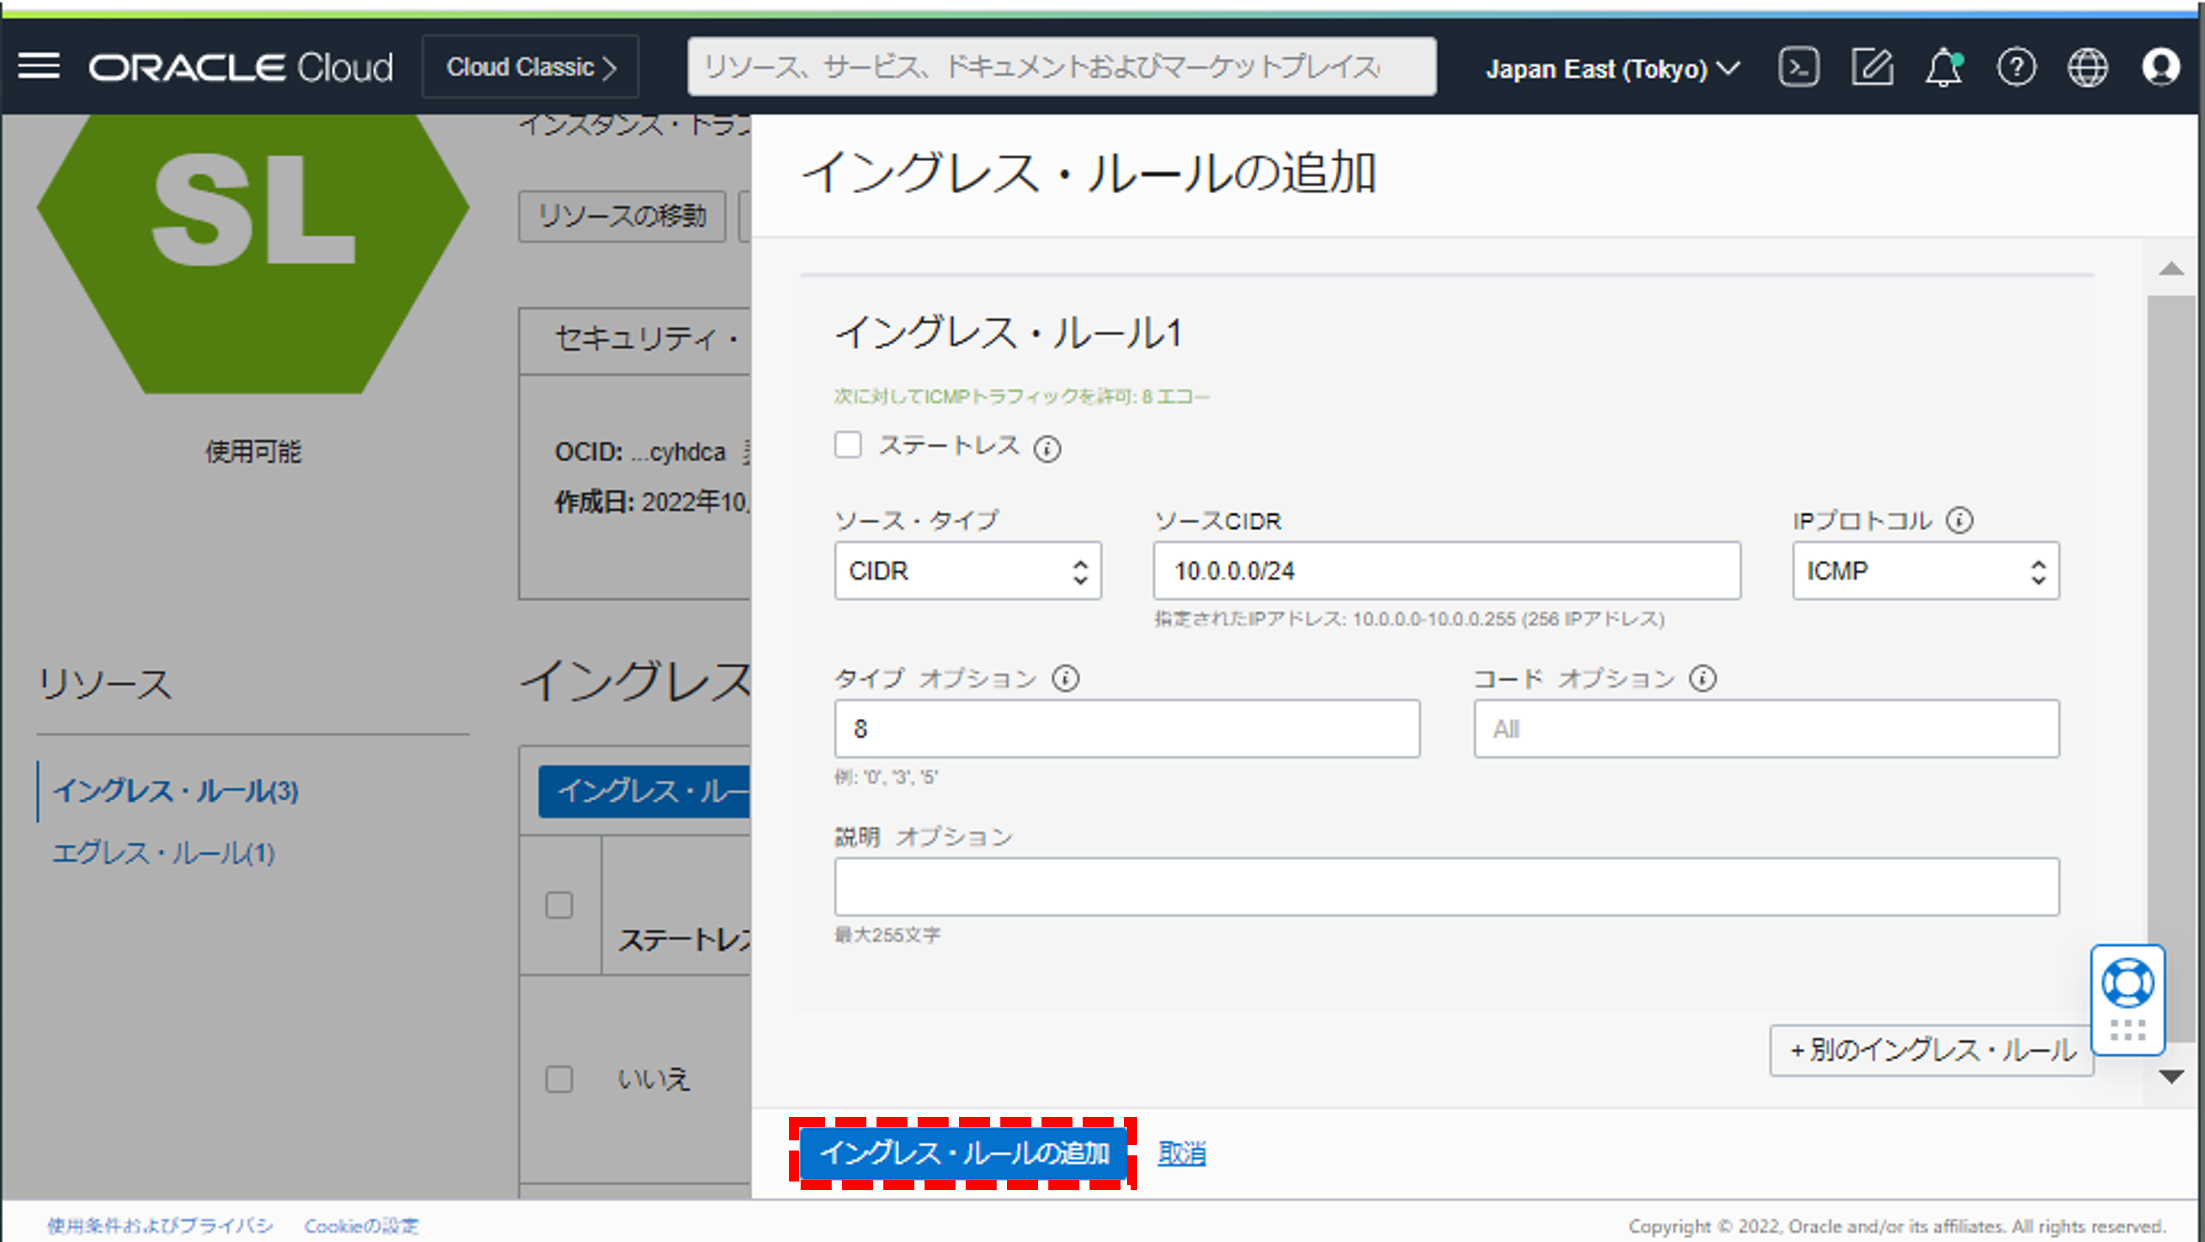 ORACLE Cloud
Cloud Classic
リソース、サービス、ドキュメントおよびマーケットプレイス
Japan East (Tokyo)
SL
使用可能
インスタンス・トラフ
リソースの移動
セキュリティ・
OCID: ...cyhdca
作成日: 2022年10
リソース
イングレス・ルール(3)
エグレス・ルール(1)
イングレス
イングレス・ルー
ステートレス
いいえ
イングレス・ルールの追加
イングレス・ルール1
次に対してICMPトラフィックを許可: 8 エコー
ステートレス
ソース・タイプ
CIDR
ソースCIDR
10.0.0.0/24
指定されたIPアドレス: 10.0.0.0-10.0.0.255 (256 IPアドレス)
IPプロトコル
ICMP
タイプ オプション
8
例: '0', '3', '5'
コード オプション
All
説明 オプション
最大255文字
+ 別のイングレス・ルール
イングレス・ルールの追加
取消
使用条件およびプライバシ
Cookieの設定
Copyright © 2022, Oracle and/or its affiliates. All rights reserved.